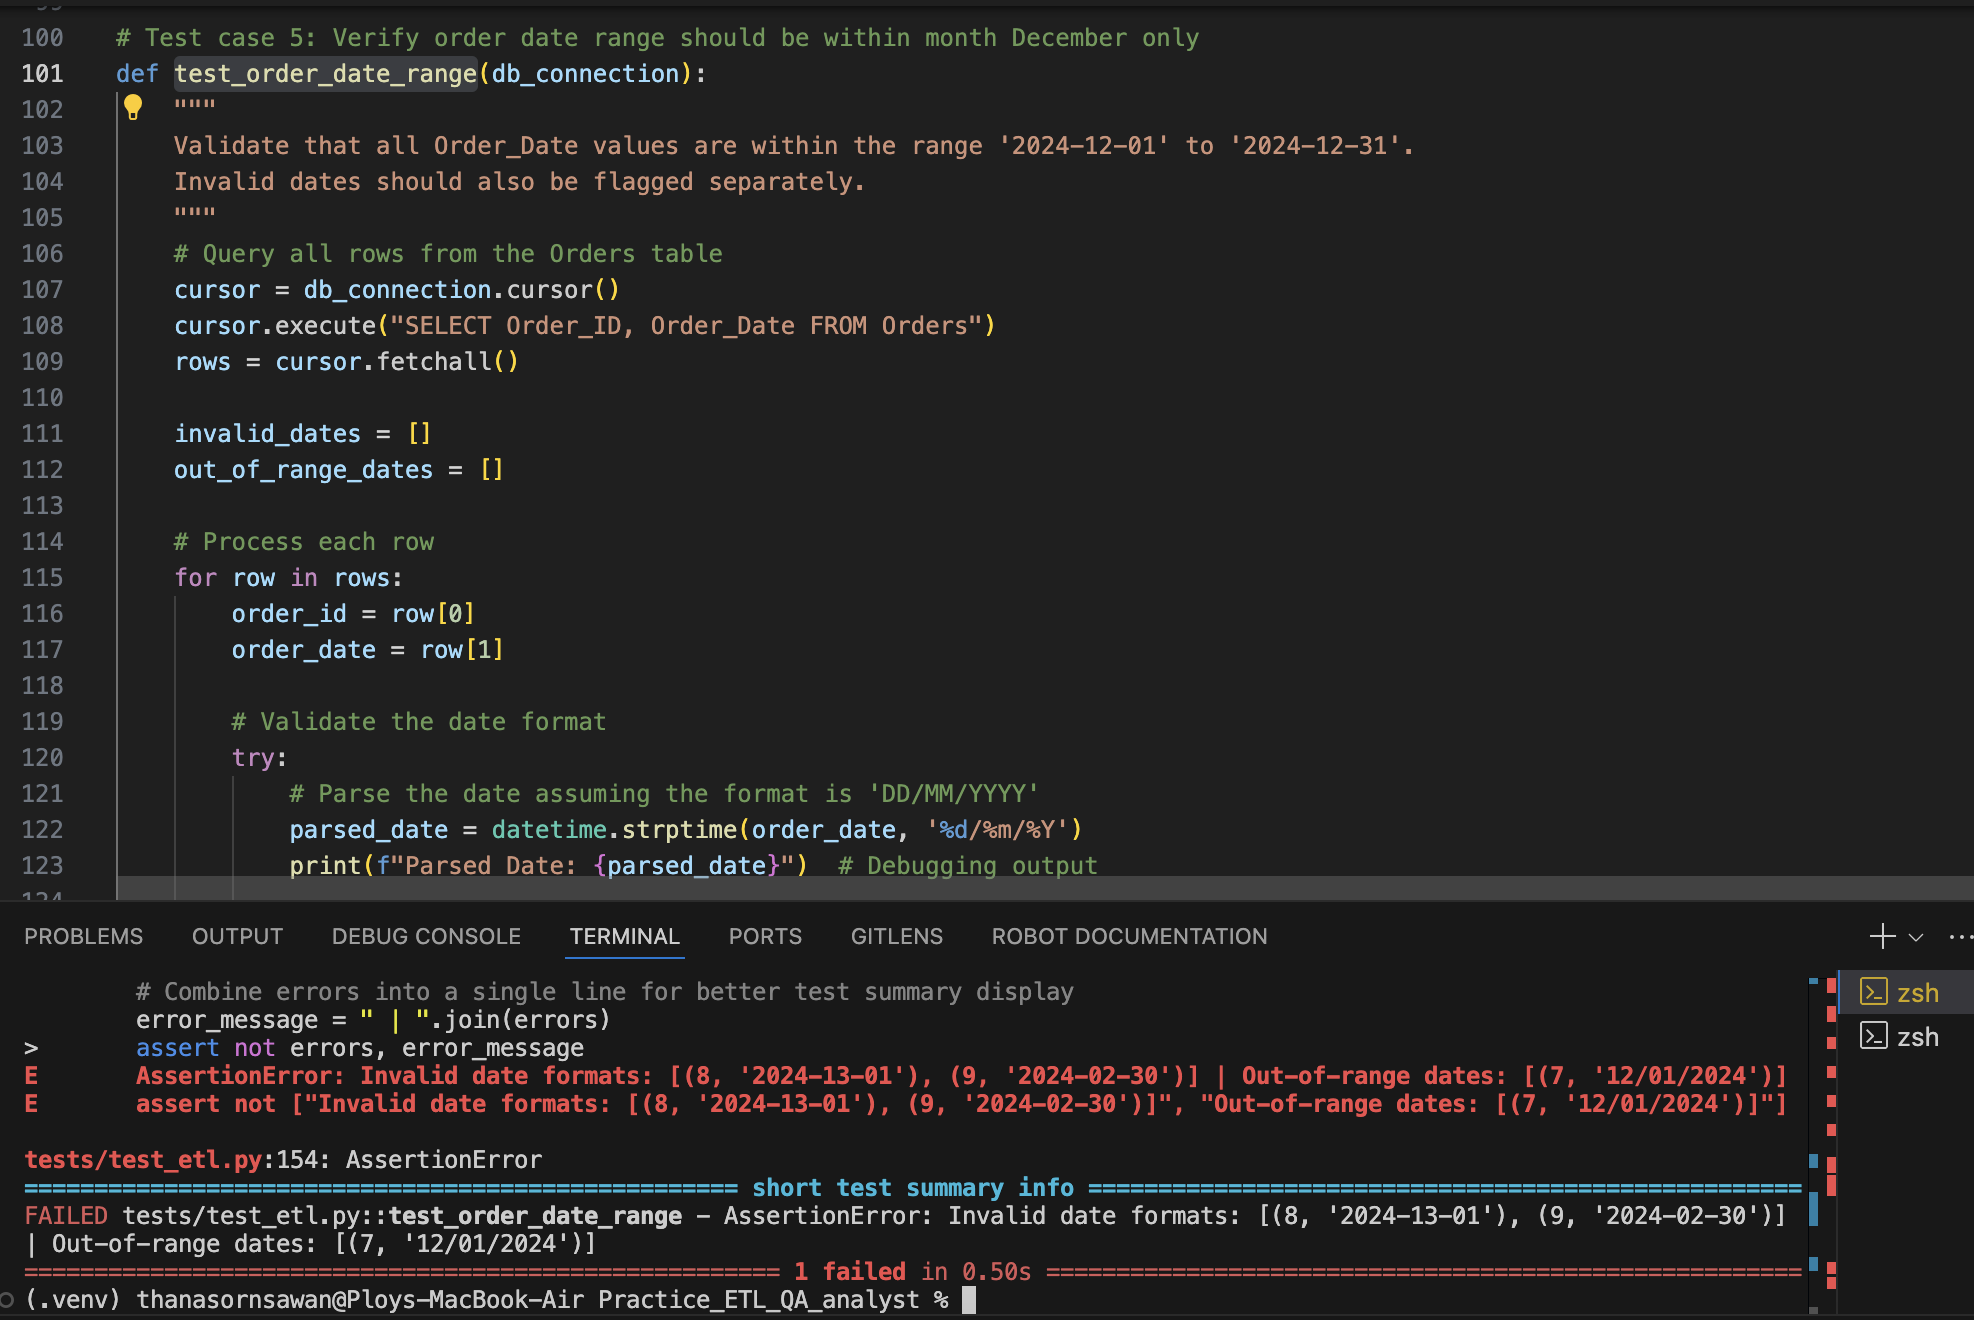 99
100 # Test case 5: Verify order date range should be within month December only
101 def test_order_date_range(db_connection):
102 """
103 Validate that all Order_Date values are within the range '2024-12-01' to '2024-12-31'.
104 Invalid dates should also be flagged separately.
105 """
106 # Query all rows from the Orders table
107 cursor = db_connection.cursor()
108 cursor.execute("SELECT Order_ID, Order_Date FROM Orders")
109 rows = cursor.fetchall()
110
111 invalid_dates = []
112 out_of_range_dates = []
113
114 # Process each row
115 for row in rows:
116 order_id = row[0]
117 order_date = row[1]
118
119 # Validate the date format
120 try:
121 # Parse the date assuming the format is 'DD/MM/YYYY'
122 parsed_date = datetime.strptime(order_date, '%d/%m/%Y')
123 print(f"Parsed Date: {parsed_date}") # Debugging output
124
PROBLEMS OUTPUT DEBUG CONSOLE TERMINAL PORTS GITLENS ROBOT DOCUMENTATION
# Combine errors into a single line for better test summary display
error_message = " | ".join(errors)
> assert not errors, error_message
E AssertionError: Invalid date formats: [(8, '2024-13-01'), (9, '2024-02-30')] | Out-of-range dates: [(7, '12/01/2024')]
E assert not ["Invalid date formats: [(8, '2024-13-01'), (9, '2024-02-30')]", "Out-of-range dates: [(7, '12/01/2024')]"]
tests/test_etl.py:154: AssertionError
=================================================== short test summary info ===================================================
FAILED tests/test_etl.py::test_order_date_range - AssertionError: Invalid date formats: [(8, '2024-13-01'), (9, '2024-02-30')]
| Out-of-range dates: [(7, '12/01/2024')]
====================================================== 1 failed in 0.50s ======================================================
(.venv) thanasornsawan@Ploys-MacBook-Air Practice_ETL_QA_analyst %
zsh
zsh